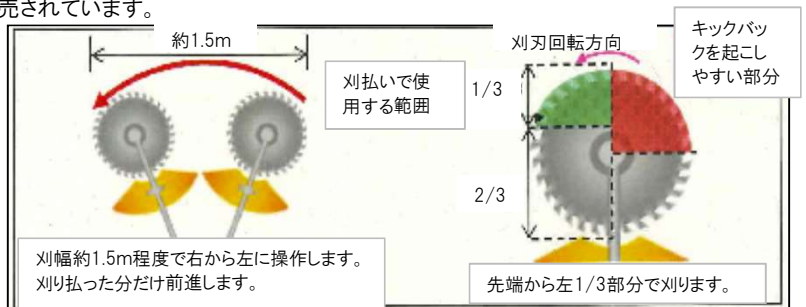 売されています。
約1.5m
刈払いで使
用する範囲
刈幅約1.5m程度で右から左に操作します。
刈り払った分だけ前進します。
刈刃回転方向
キックバッ
クを起こし
やすい部分
1/3
2/3
先端から左1/3部分で刈ります。